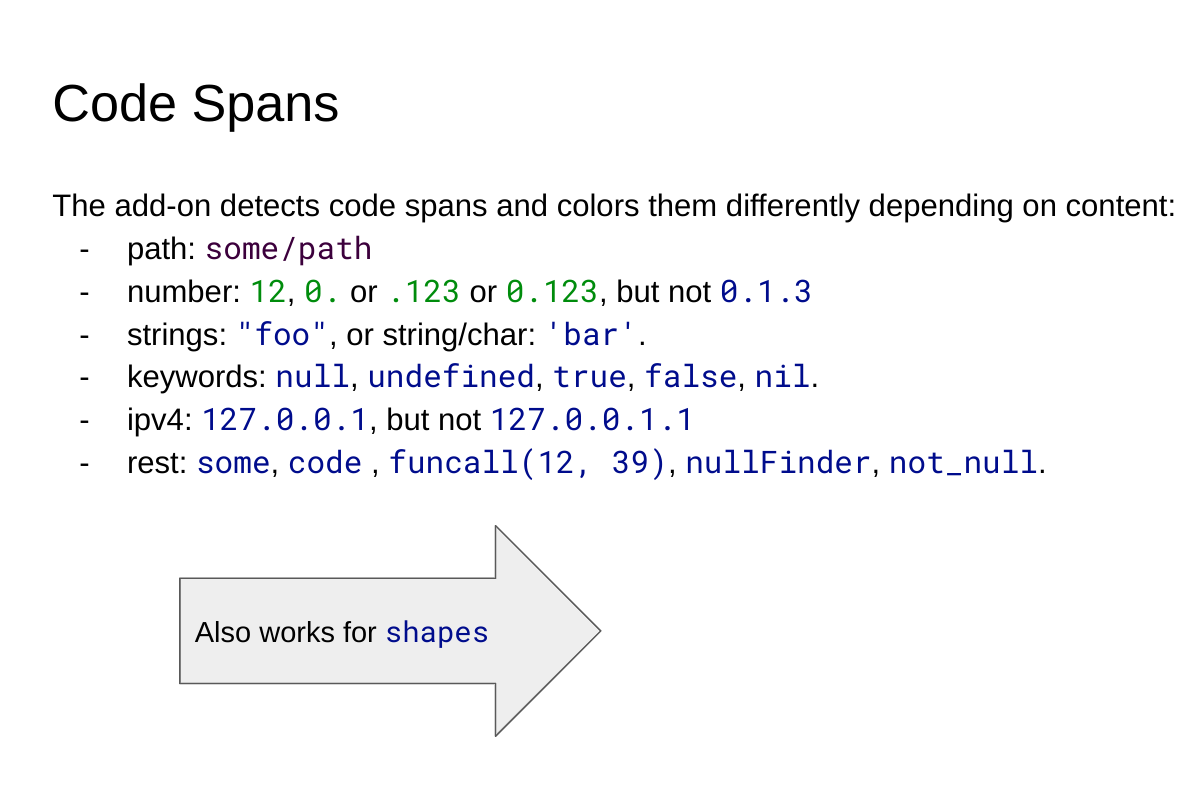 Code Spans
The add-on detects code spans and colors them differently depending on content:
- path: some/path
- number: 12, 0. or .123 or 0.123, but not 0.1.3
- strings: "foo", or string/char: 'bar'.
- keywords: null, undefined, true, false, nil.
- ipv4: 127.0.0.1, but not 127.0.0.1.1
- rest: some, code , funcall(12, 39), nullFinder, not_null.
Also works for shapes